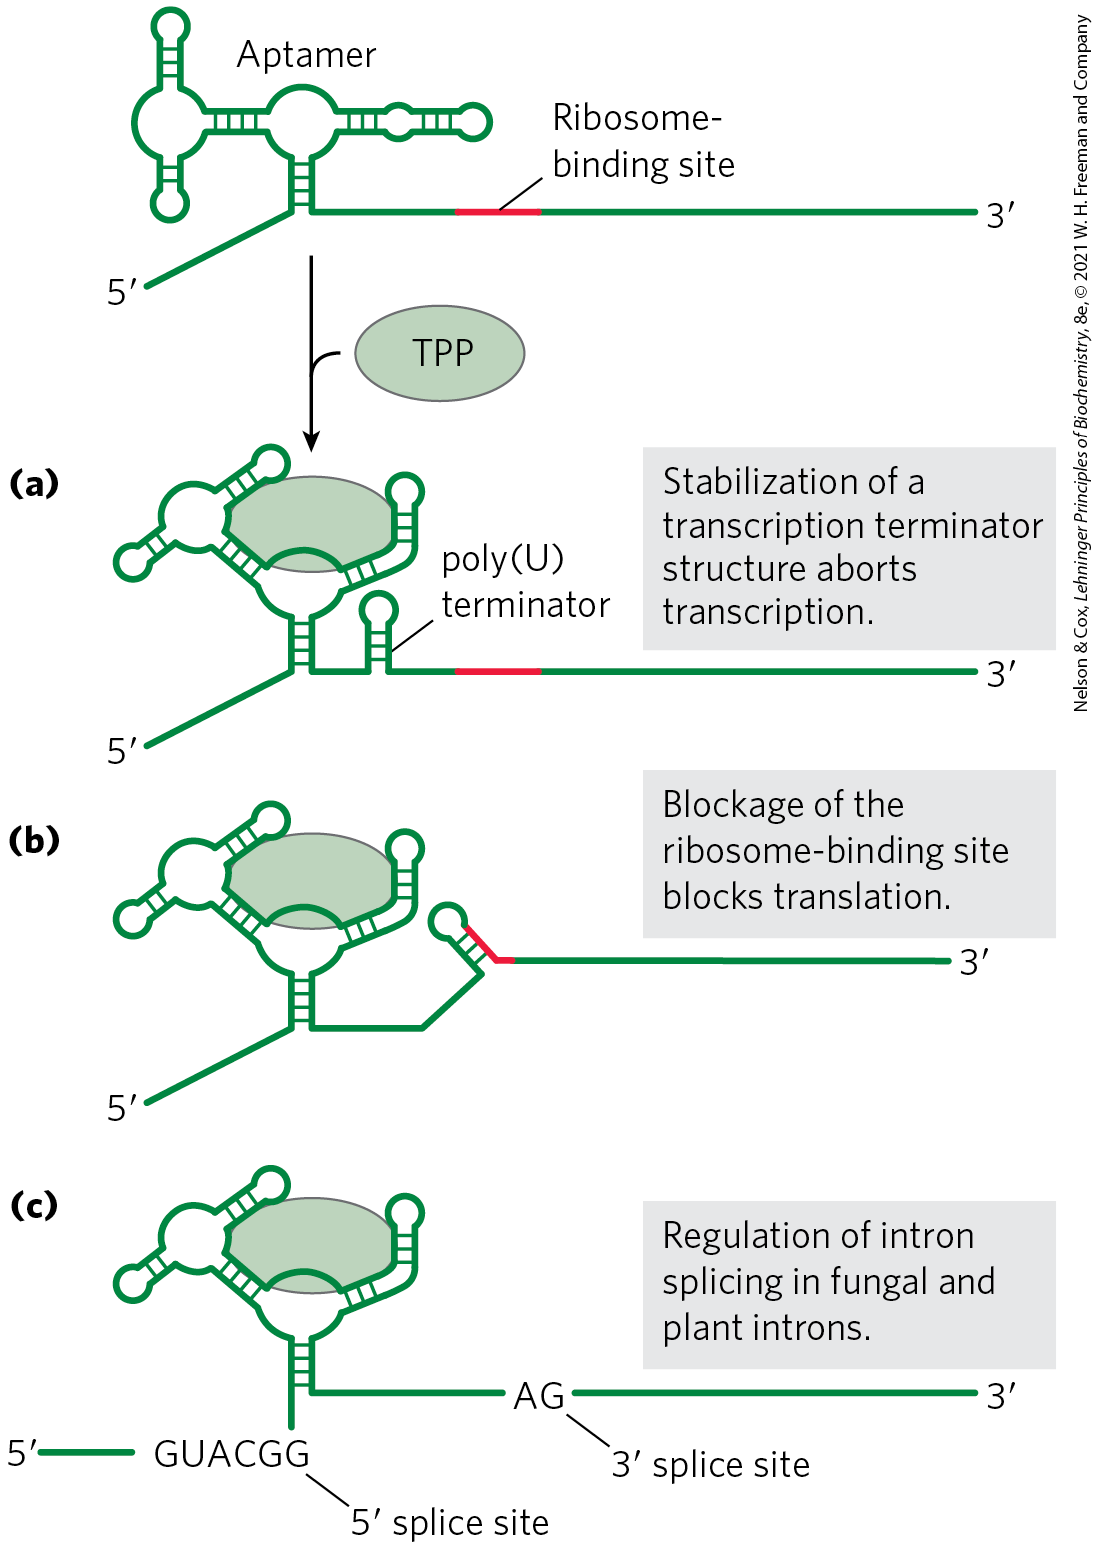 Aptamer
Ribosome-
binding site
3′
5′
TPP
(a)
Stabilization of a
transcription terminator
structure aborts
transcription.
poly(U)
terminator
3′
5′
(b)
Blockage of the
ribosome-binding site
blocks translation.
3′
5′
(c)
Regulation of intron
splicing in fungal and
plant introns.
AG
3′
3′ splice site
5′
GUACGG
5′ splice site
Nelson & Cox, Lehninger Principles of Biochemistry, 8e, © 2021 W. H. Freeman and Company